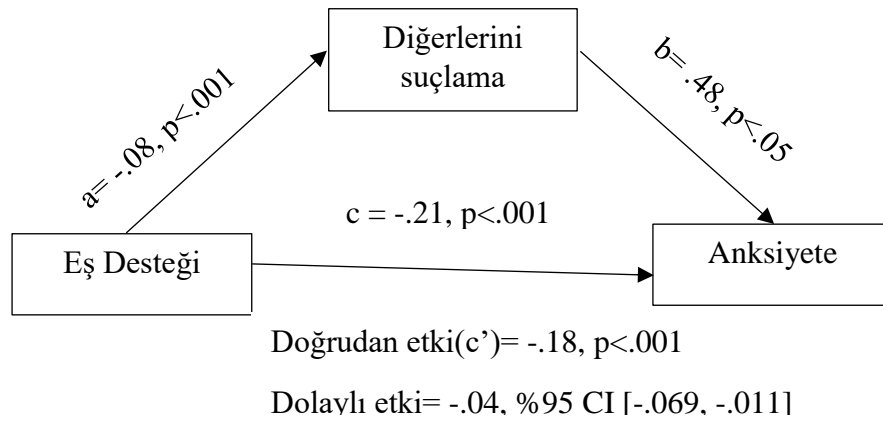 Diğerlerini
suçlama
a= -.08, p<.001
b= .48, p<.05
c = -.21, p<.001
Eş Desteği
Anksiyete
Doğrudan etki(c’)= -.18, p<.001
Dolaylı etki= -.04, %95 CI [-.069, -.011]